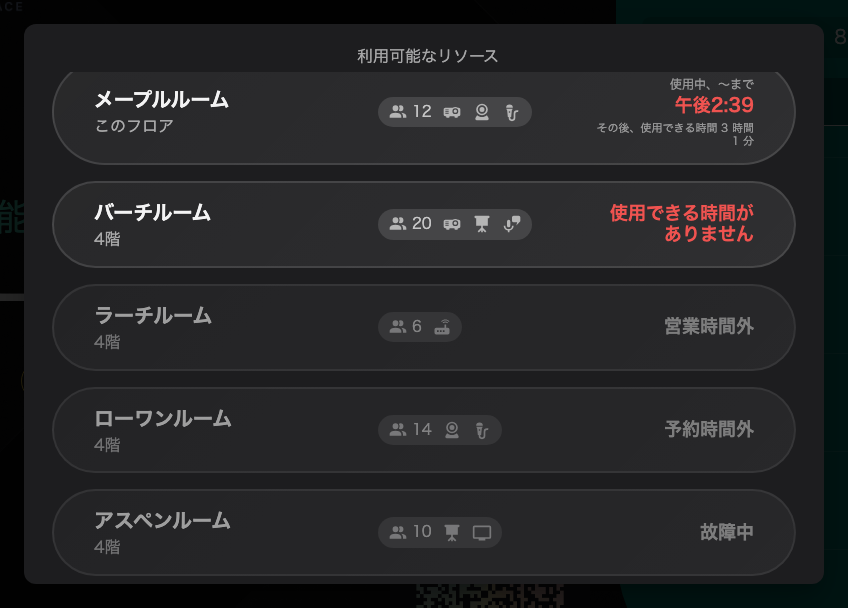 ACE
8
利用可能なリソース
メープルルーム
このフロア
12
使用中、〜まで
午後2:39
その後、使用できる時間 3 時間
1 分
バーチルーム
4階
20
使用できる時間が
ありません
能
ラーチルーム
4階
6
営業時間外
ローワンルーム
4階
14
予約時間外
アスペンルーム
4階
10
故障中